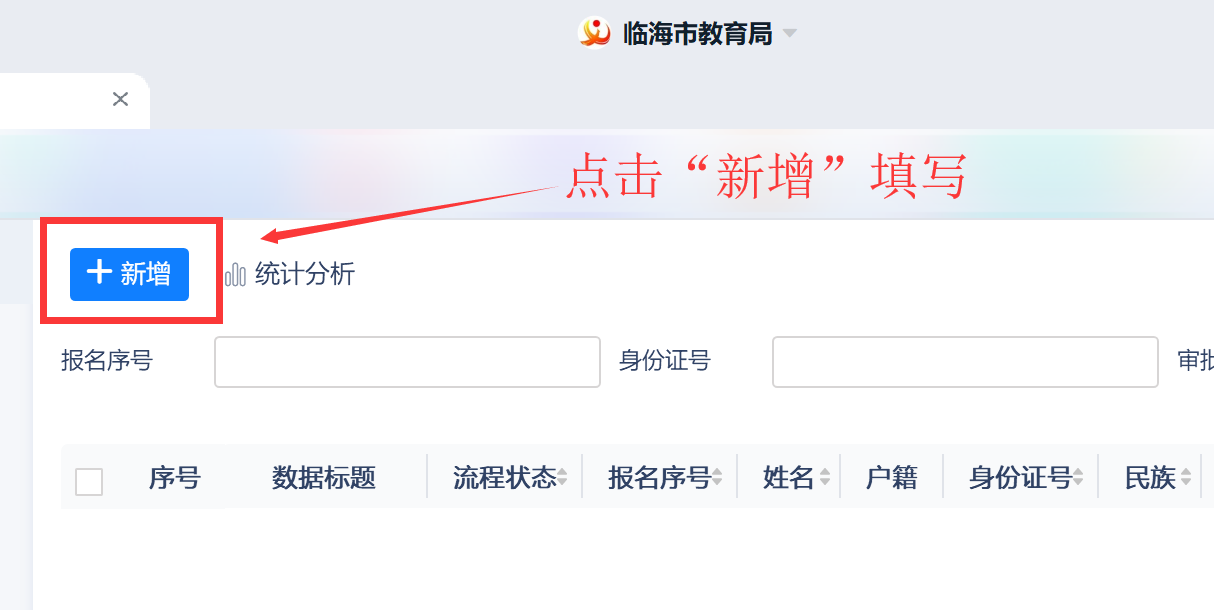 临海市教育局
点击“新增”填写
新增 统计分析
报名序号 身份证号 审批
序号 数据标题 流程状态 报名序号 姓名 户籍 身份证号 民族